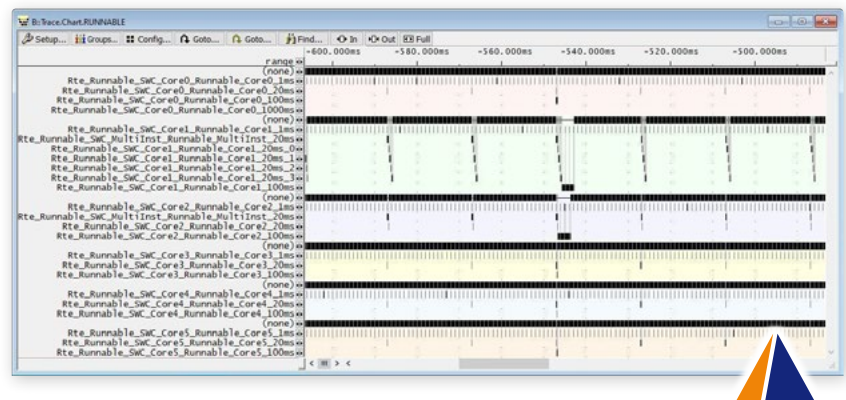 B::Trace.Chart.RUNNABLE
Setup... Groups... Config... Goto... Goto... Find... In Out Full
-600.000ms -580.000ms -560.000ms -540.000ms -520.000ms -500.000ms
range
(none)
Rte_Runnable_SWC_Core0_Runnable_Core0_1ms
Rte_Runnable_SWC_Core0_Runnable_Core0_20ms
Rte_Runnable_SWC_Core0_Runnable_Core0_100ms
Rte_Runnable_SWC_Core0_Runnable_Core0_1000ms
(none)
Rte_Runnable_SWC_Core1_Runnable_Core1_1ms
Rte_Runnable_SWC_MultiInst_Runnable_MultiInst_20ms
Rte_Runnable_SWC_Core1_Runnable_Core1_20ms_0
Rte_Runnable_SWC_Core1_Runnable_Core1_20ms_1
Rte_Runnable_SWC_Core1_Runnable_Core1_20ms_2
Rte_Runnable_SWC_Core1_Runnable_Core1_20ms_3
Rte_Runnable_SWC_Core1_Runnable_Core1_100ms
(none)
Rte_Runnable_SWC_Core2_Runnable_Core2_1ms
Rte_Runnable_SWC_MultiInst_Runnable_MultiInst_20ms
Rte_Runnable_SWC_Core2_Runnable_Core2_20ms
Rte_Runnable_SWC_Core2_Runnable_Core2_100ms
(none)
Rte_Runnable_SWC_Core3_Runnable_Core3_1ms
Rte_Runnable_SWC_Core3_Runnable_Core3_20ms
Rte_Runnable_SWC_Core3_Runnable_Core3_100ms
(none)
Rte_Runnable_SWC_Core4_Runnable_Core4_1ms
Rte_Runnable_SWC_Core4_Runnable_Core4_20ms
Rte_Runnable_SWC_Core4_Runnable_Core4_100ms
(none)
Rte_Runnable_SWC_Core5_Runnable_Core5_1ms
Rte_Runnable_SWC_Core5_Runnable_Core5_20ms
Rte_Runnable_SWC_Core5_Runnable_Core5_100ms